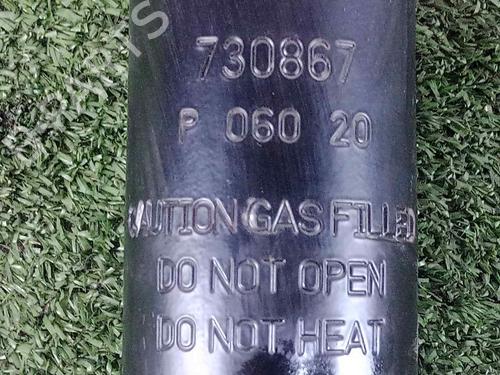 730867
P 060 20
CAUTION GAS FILLED
DO NOT OPEN
DO NOT HEAT